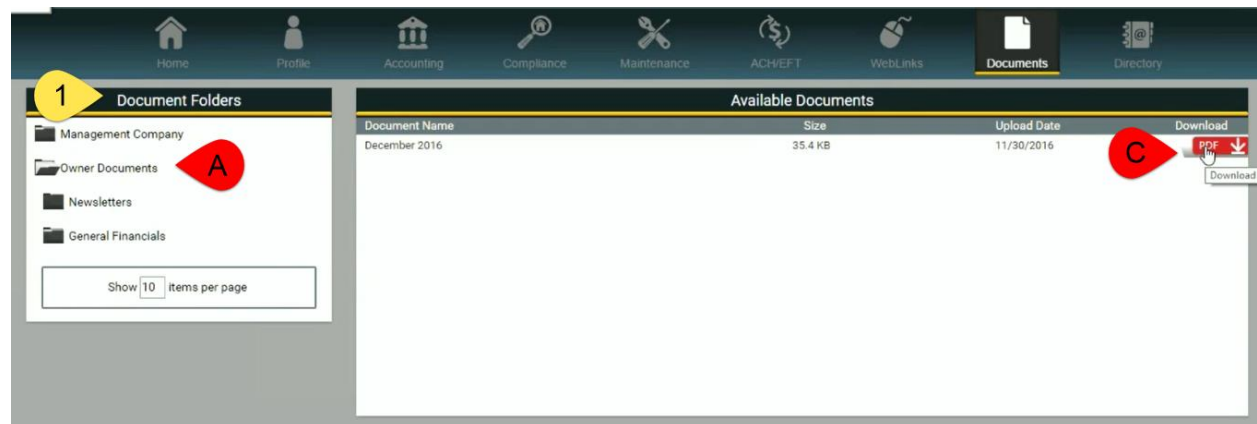 Home Profile Accounting Compliance Maintenance ACH/EFT WebLinks Documents Directory
1 Document Folders
Management Company
Owner Documents A
Newsletters
General Financials
Show 10 items per page
Available Documents
Document Name Size Upload Date Download
December 2016 35.4 KB 11/30/2016 C PDF
Download